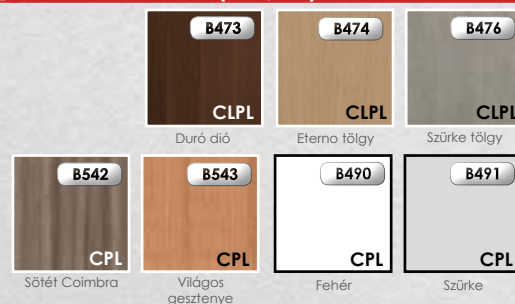 B473
CLPL
Duró dió
B474
CLPL
Eterno tölgy
B476
CLPL
Szürke tölgy
B542
CPL
Sötét Coimbra
B543
CPL
Világos
gesztenye
B490
CPL
Fehér
B491
CPL
Szürke